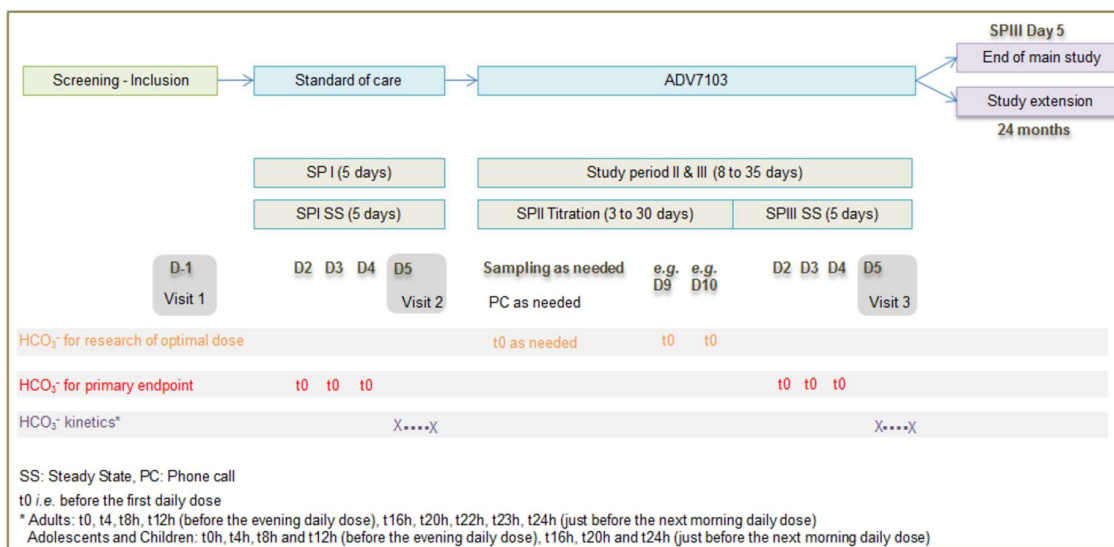 SPIII Day 5
Screening - Inclusion
Standard of care
ADV7103
End of main study
Study extension
24 months
SP I (5 days)
Study period II & III (8 to 35 days)
SPI SS (5 days)
SPII Titration (3 to 30 days)
SPIII SS (5 days)
D-1
Visit 1
D2 D3 D4 D5
Visit 2
Sampling as needed
PC as needed
e.g.
D9
e.g.
D10
D2 D3 D4 D5
Visit 3
HCO₃⁻ for research of optimal dose t0 as needed t0 t0
HCO₃⁻ for primary endpoint t0 t0 t0 t0 t0 t0
HCO₃⁻ kinetics* X▪▪▪▪X X▪▪▪▪X
SS: Steady State, PC: Phone call
t0 i.e. before the first daily dose
* Adults: t0, t4, t8h, t12h (before the evening daily dose), t16h, t20h, t22h, t23h, t24h (just before the next morning daily dose)
Adolescents and Children: t0h, t4h, t8h and t12h (before the evening daily dose), t16h, t20h and t24h (just before the next morning daily dose)